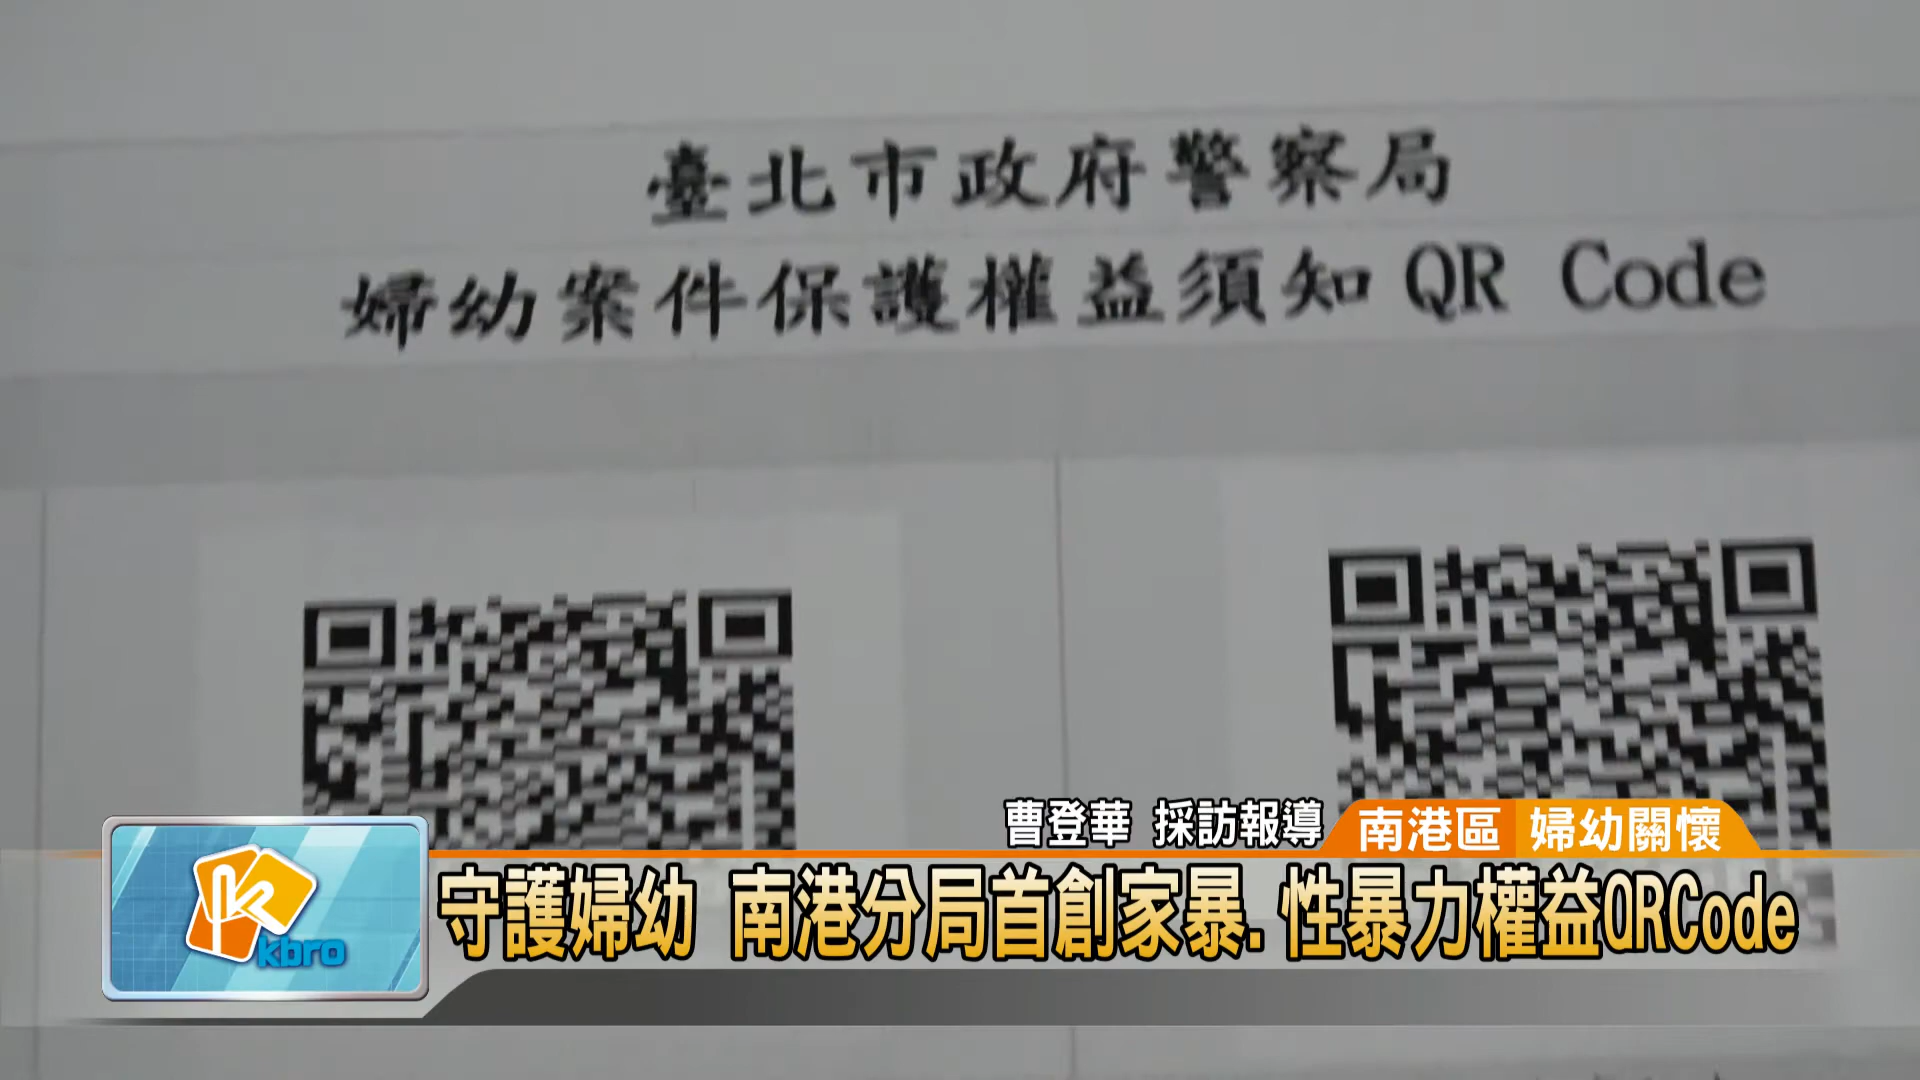 臺北市政府警察局
婦幼案件保護權益須知QR Code
曹登華 採訪報導
南港區 婦幼關懷
守護婦幼 南港分局首創家暴.性暴力權益QRCode
kbro